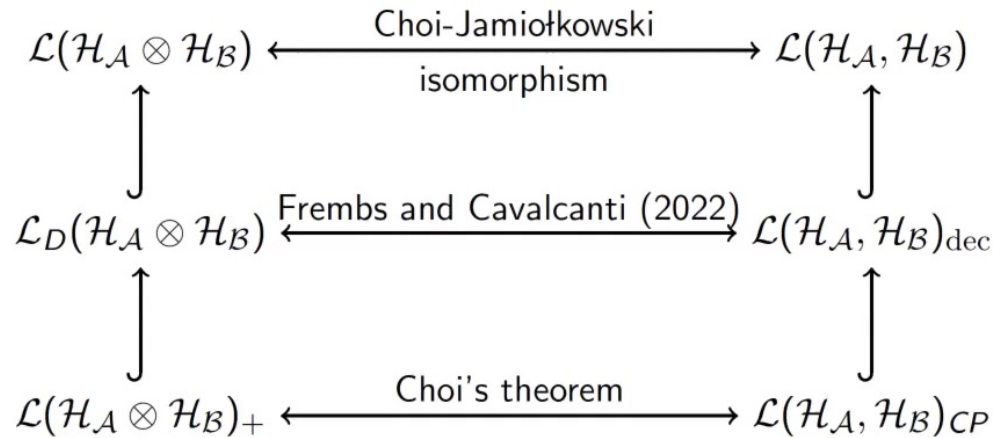 Choi-Jamiołkowski
ℒ(ℋ_𝒜 ⊗ ℋ_ℬ) ⟷ ℒ(ℋ_𝒜, ℋ_ℬ)
isomorphism
Frembs and Cavalcanti (2022)
ℒ_D(ℋ_𝒜 ⊗ ℋ_ℬ) ⟷ ℒ(ℋ_𝒜, ℋ_ℬ)_dec
Choi's theorem
ℒ(ℋ_𝒜 ⊗ ℋ_ℬ)_+ ⟷ ℒ(ℋ_𝒜, ℋ_ℬ)_CP